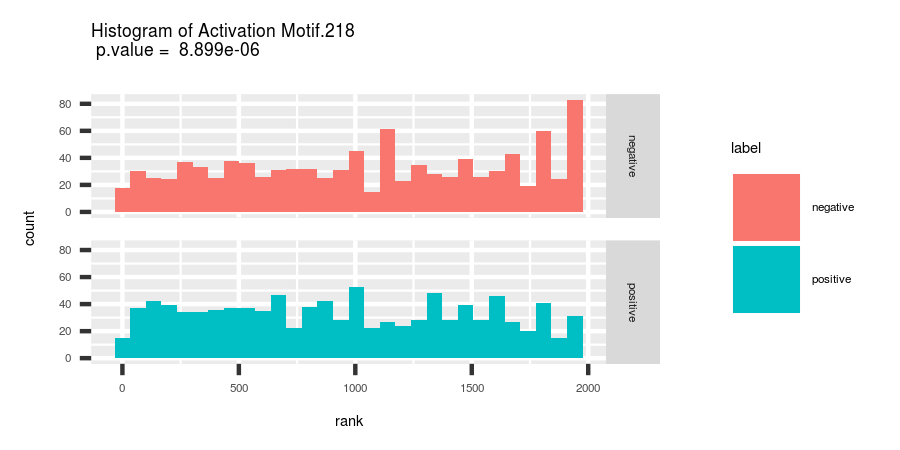 Histogram of Activation Motif.218
p.value = 8.899e-06
count
80
60
40
20
0
negative
80
60
40
20
0
positive
0 500 1000 1500 2000
rank
label
negative
positive